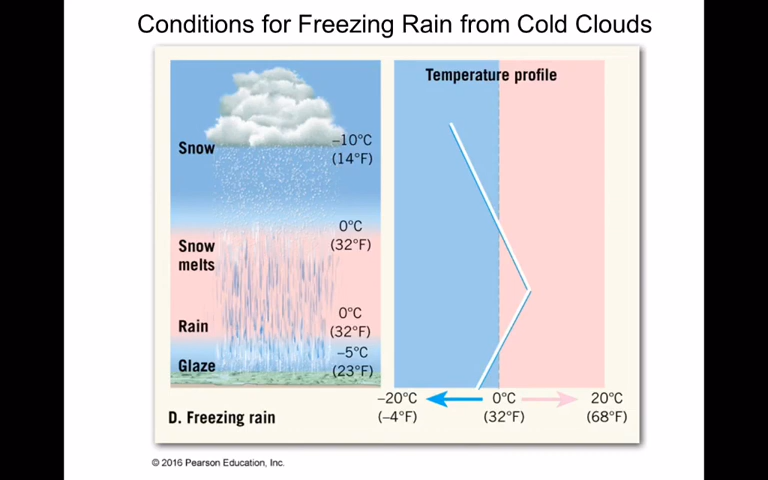 Conditions for Freezing Rain from Cold Clouds
Temperature profile
Snow
−10°C
(14°F)
0°C
(32°F)
Snow
melts
0°C
(32°F)
Rain
−5°C
(23°F)
Glaze
−20°C
(−4°F)
0°C
(32°F)
20°C
(68°F)
D. Freezing rain
© 2016 Pearson Education, Inc.